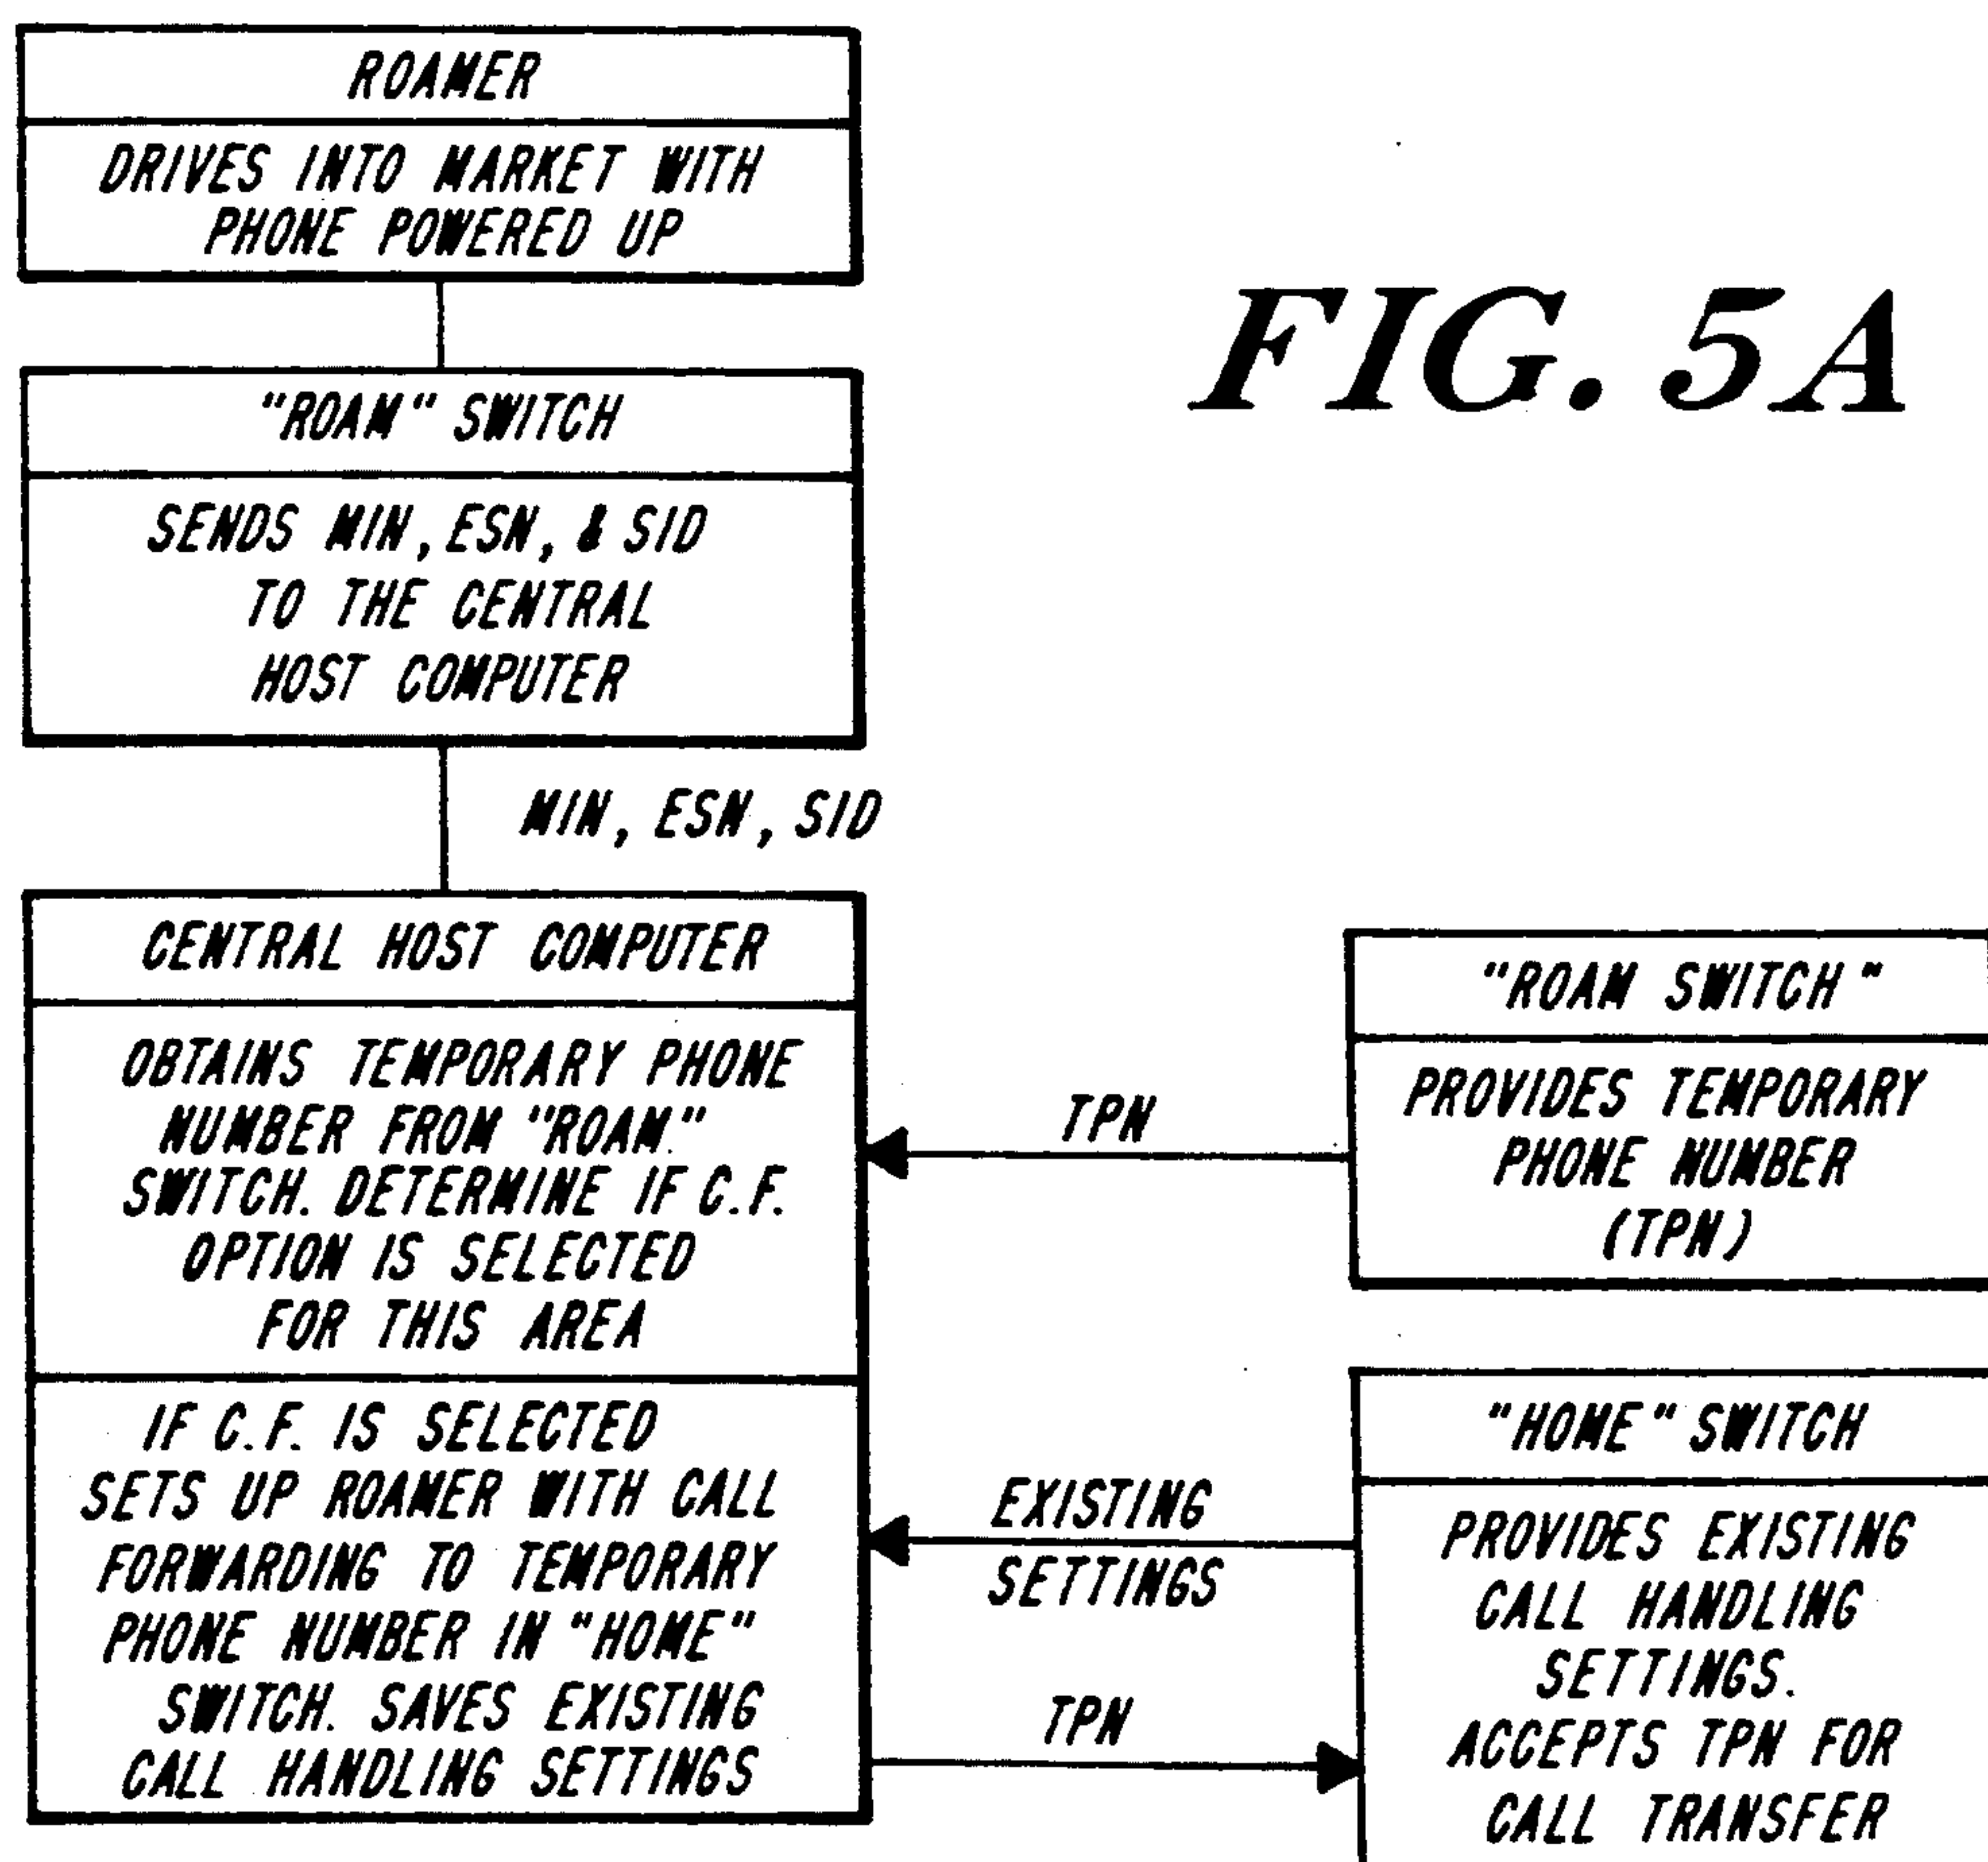 ROAMER
DRIVES INTO MARKET WITH
PHONE POWERED UP
FIG. 5A
"ROAM" SWITCH
SENDS MIN, ESN, & SID
TO THE CENTRAL
HOST COMPUTER
MIN, ESN, SID
CENTRAL HOST COMPUTER
OBTAINS TEMPORARY PHONE
NUMBER FROM "ROAM"
SWITCH. DETERMINE IF C.F.
OPTION IS SELECTED
FOR THIS AREA
TPN
"ROAM SWITCH"
PROVIDES TEMPORARY
PHONE NUMBER
(TPN)
IF C.F. IS SELECTED
SETS UP ROAMER WITH CALL
FORWARDING TO TEMPORARY
PHONE NUMBER IN "HOME"
SWITCH. SAVES EXISTING
CALL HANDLING SETTINGS
EXISTING
SETTINGS
TPN
"HOME" SWITCH
PROVIDES EXISTING
CALL HANDLING
SETTINGS.
ACCEPTS TPN FOR
CALL TRANSFER